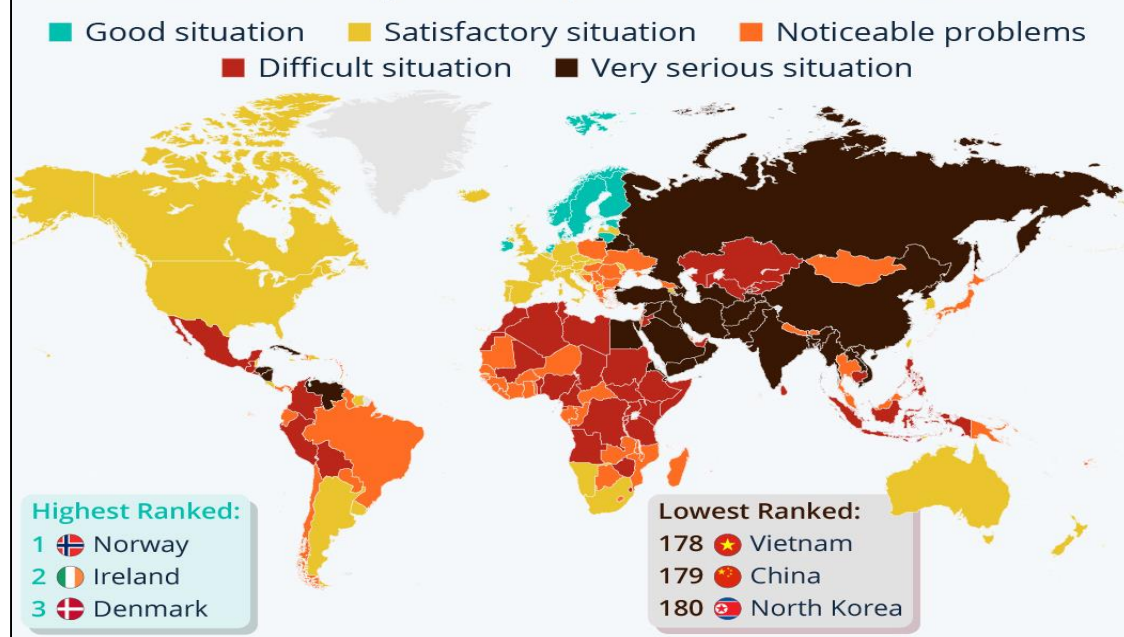 Good situation Satisfactory situation Noticeable problems
Difficult situation Very serious situation
Highest Ranked:
1 Norway
2 Ireland
3 Denmark
Lowest Ranked:
178 Vietnam
179 China
180 North Korea